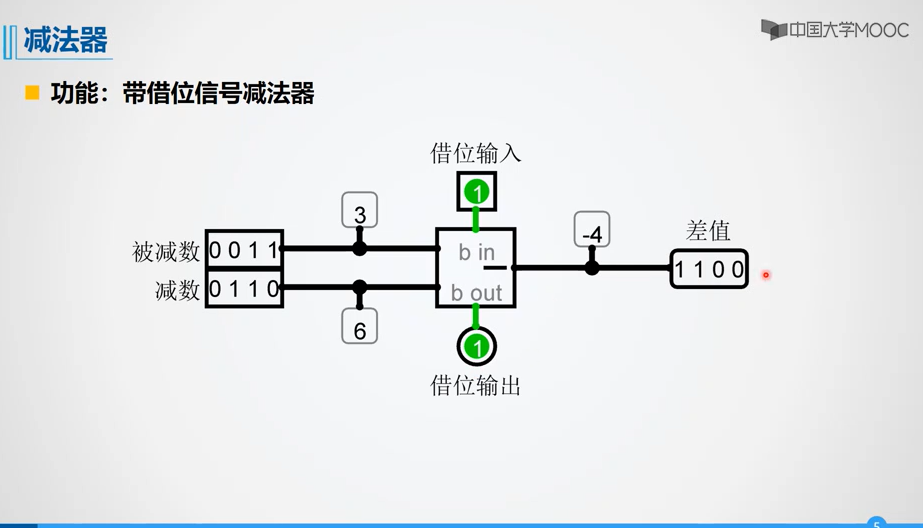 减法器
中国大学MOOC
功能：带借位信号减法器
借位输入
1
3
-4
差值
被减数
0 0 1 1
b in
1 1 0 0
减数
0 1 1 0
b out
6
1
借位输出
5